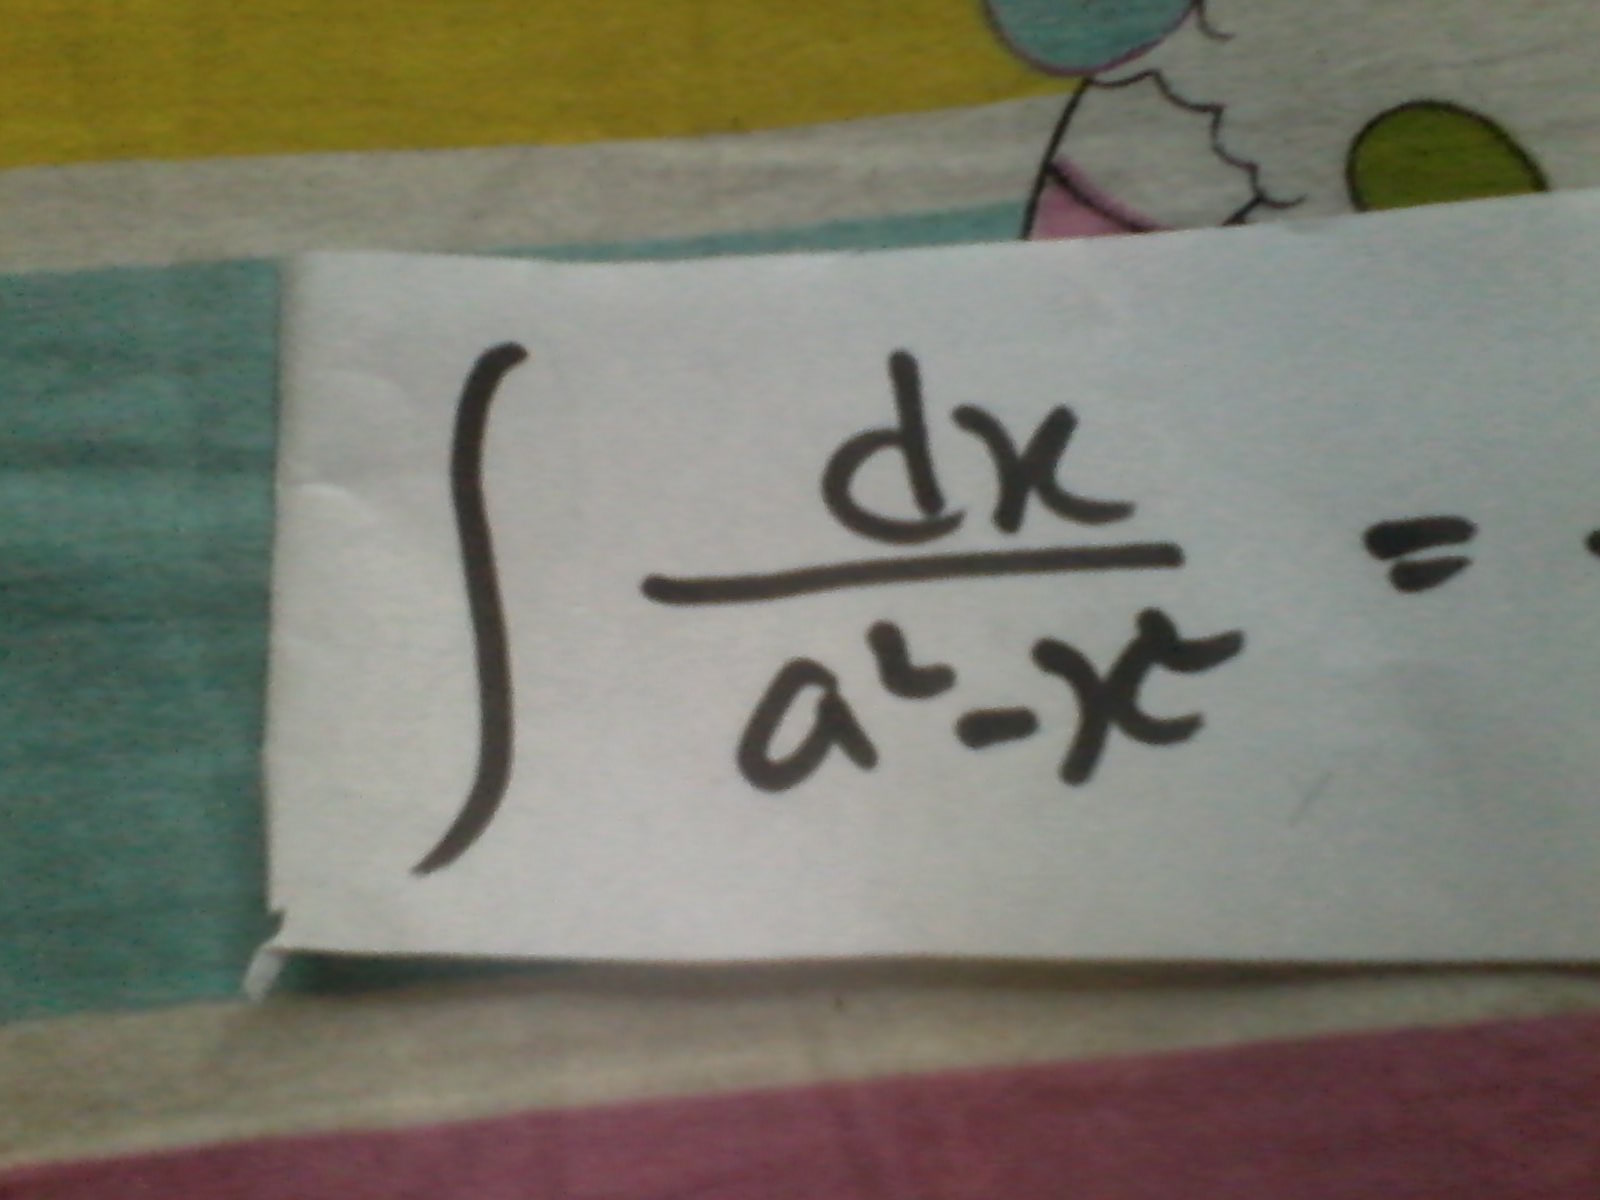 ∫ dx / a² - x² =